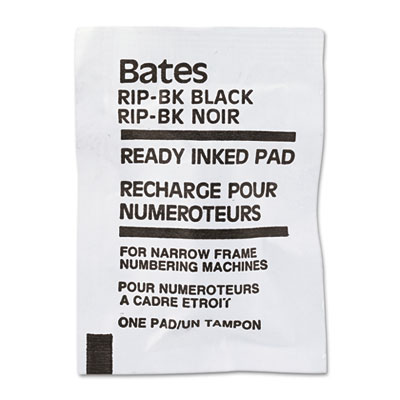 Bates
RIP-BK BLACK
RIP-BK NOIR
READY INKED PAD
RECHARGE POUR
NUMEROTEURS
FOR NARROW FRAME
NUMBERING MACHINES
POUR NUMEROTEURS
A CADRE ETROIT
ONE PAD/UN TAMPON